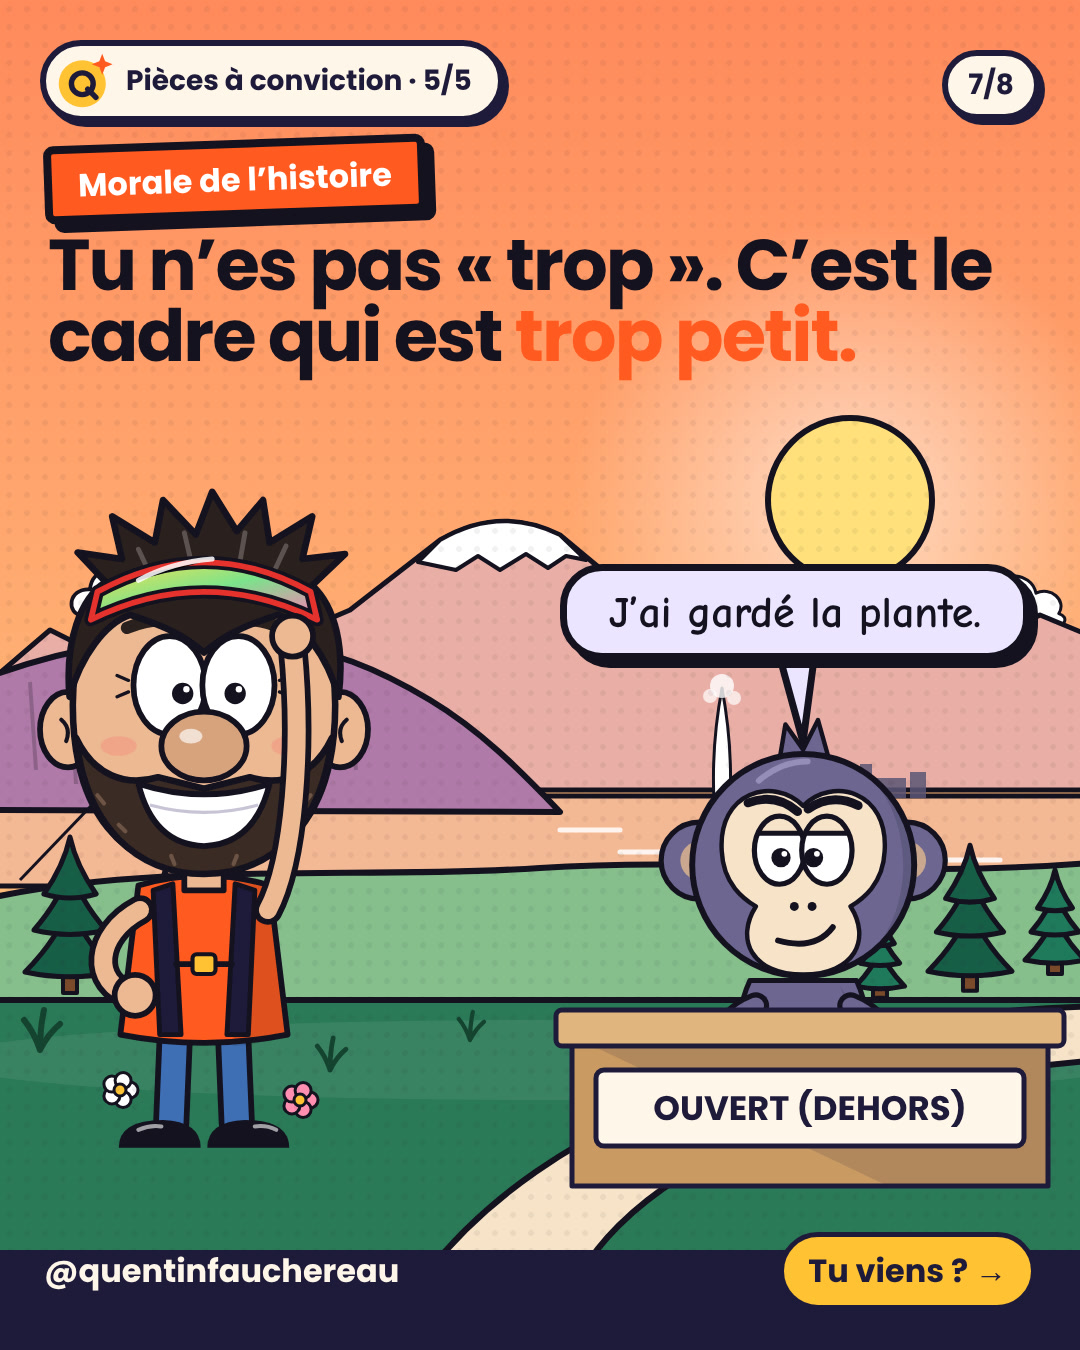 Q
Pièces à conviction · 5/5
7/8
Morale de l’histoire
Tu n’es pas « trop ». C’est le
cadre qui est trop petit.
J’ai gardé la plante.
OUVERT (DEHORS)
@quentinfauchereau
Tu viens ? →